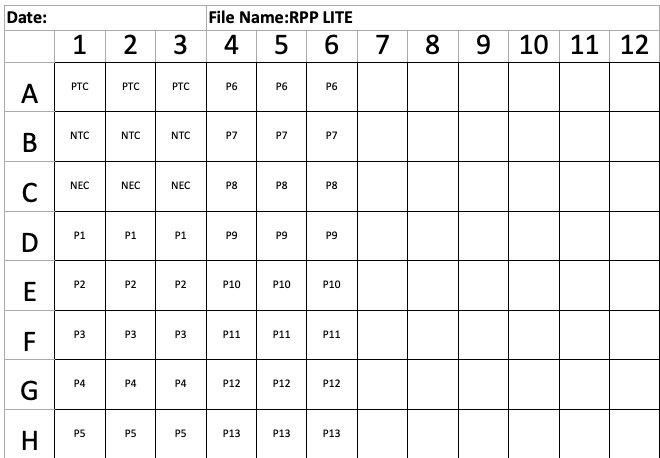 Date: File Name:RPP LITE
1 2 3 4 5 6 7 8 9 10 11 12
A PTC PTC PTC P6 P6 P6
B NTC NTC NTC P7 P7 P7
C NEC NEC NEC P8 P8 P8
D P1 P1 P1 P9 P9 P9
E P2 P2 P2 P10 P10 P10
F P3 P3 P3 P11 P11 P11
G P4 P4 P4 P12 P12 P12
H P5 P5 P5 P13 P13 P13